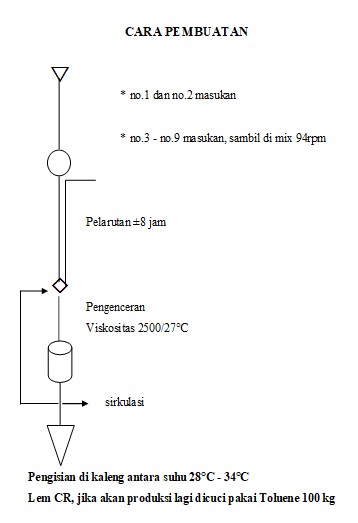 CARA PEMBUATAN
* no.1 dan no.2 masukan
* no.3 - no.9 masukan, sambil di mix 94rpm
Pelarutan ±8 jam
Pengenceran
Viskositas 2500/27°C
sirkulasi
Pengisian di kaleng antara suhu 28°C - 34°C
Lem CR, jika akan produksi lagi dicuci pakai Toluene 100 kg